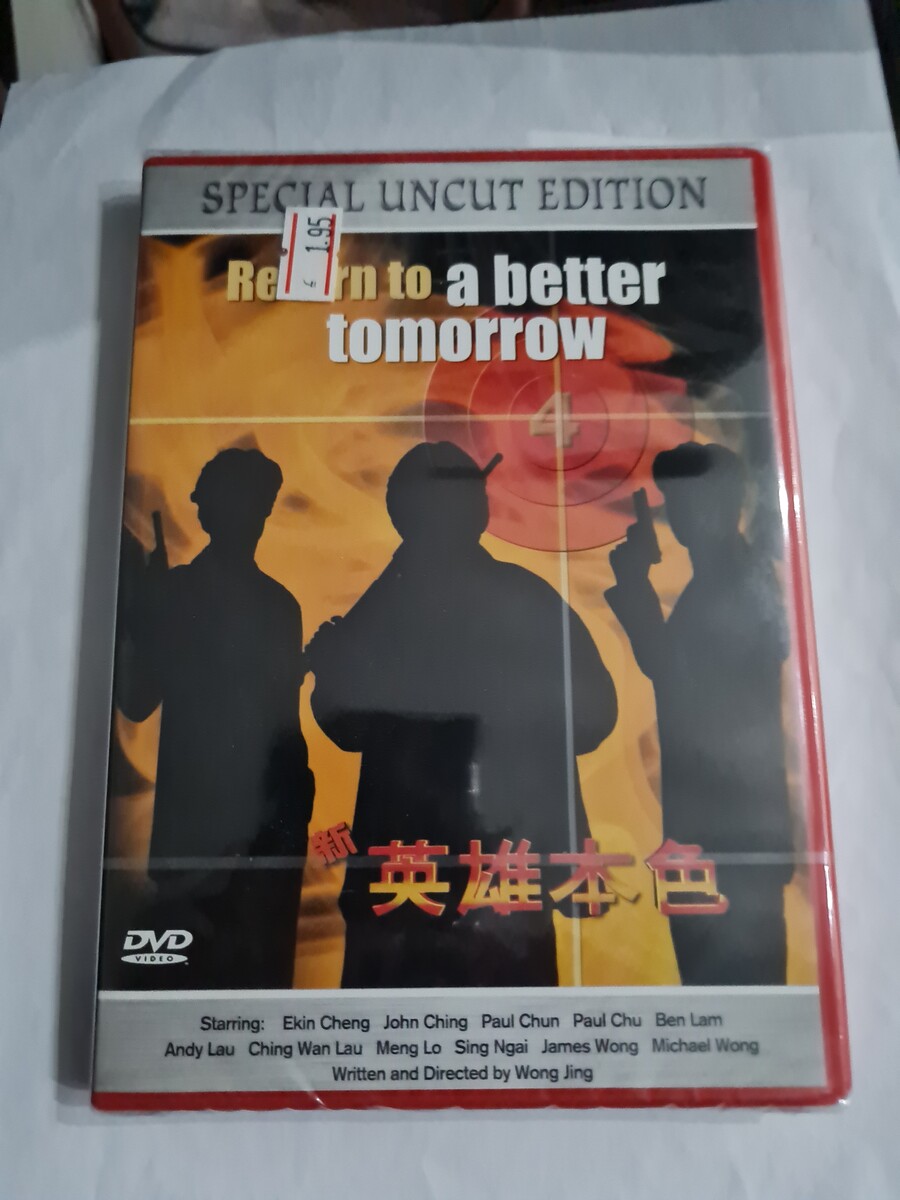 SPECIAL UNCUT EDITION
1.95
Return to a better
tomorrow
4
新 英雄本色
DVD
VIDEO
Starring: Ekin Cheng John Ching Paul Chun Paul Chu Ben Lam
Andy Lau Ching Wan Lau Meng Lo Sing Ngai James Wong Michael Wong
Written and Directed by Wong Jing